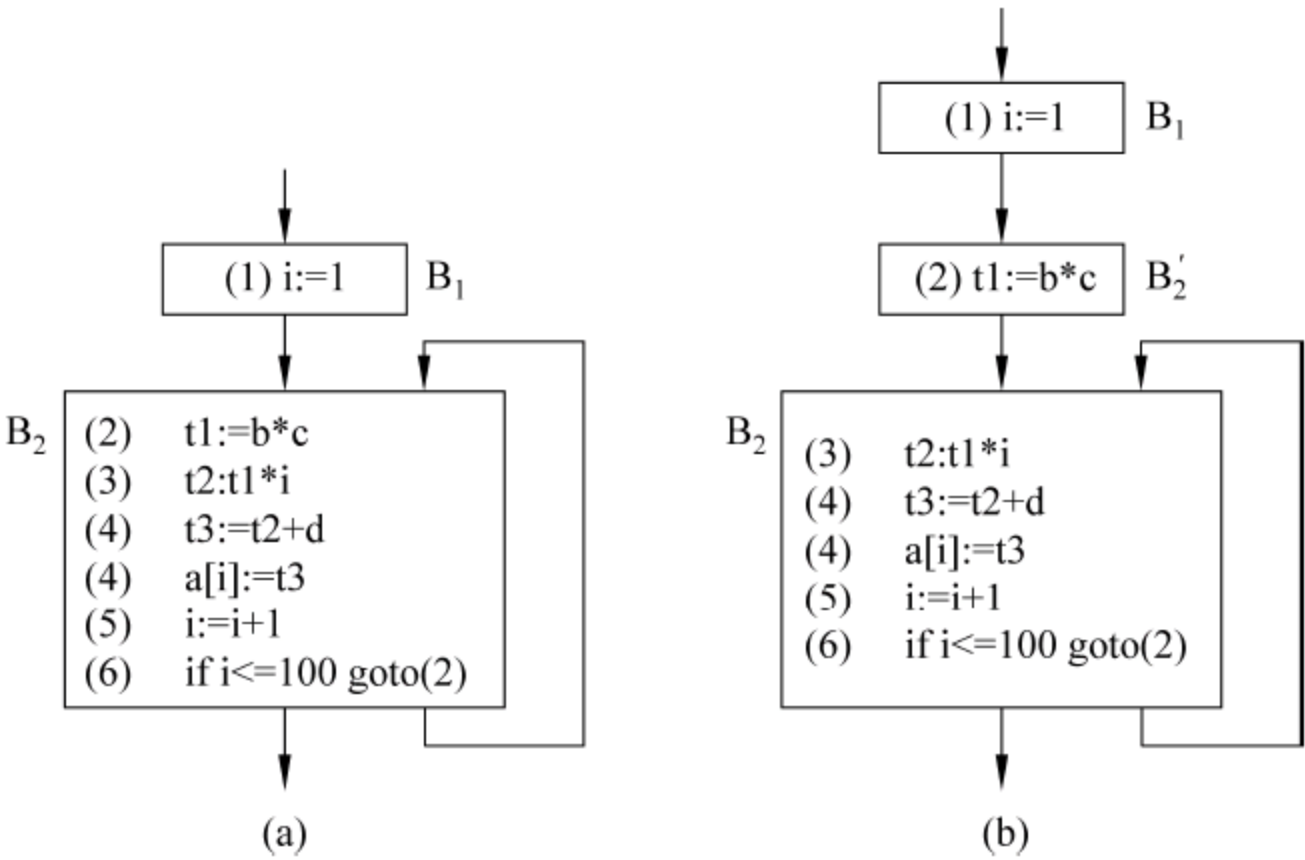 (1) i:=1 B1
B2
(2) t1:=b*c
(3) t2:t1*i
(4) t3:=t2+d
(4) a[i]:=t3
(5) i:=i+1
(6) if i<=100 goto(2)
(a)
(1) i:=1 B1
(2) t1:=b*c B2′
B2
(3) t2:t1*i
(4) t3:=t2+d
(4) a[i]:=t3
(5) i:=i+1
(6) if i<=100 goto(2)
(b)